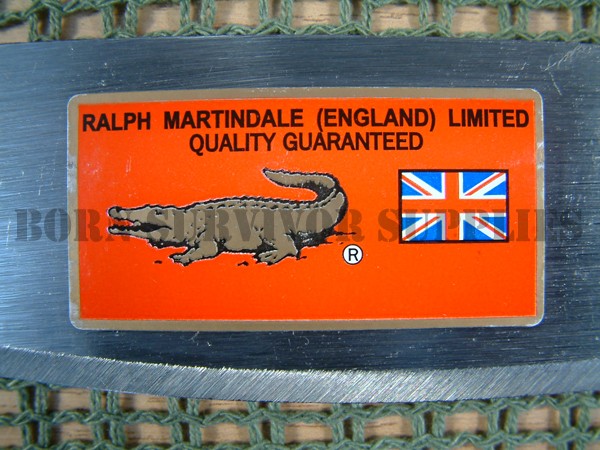 RALPH MARTINDALE (ENGLAND) LIMITED
QUALITY GUARANTEED
BORN SURVIVOR SUPPLIES
®